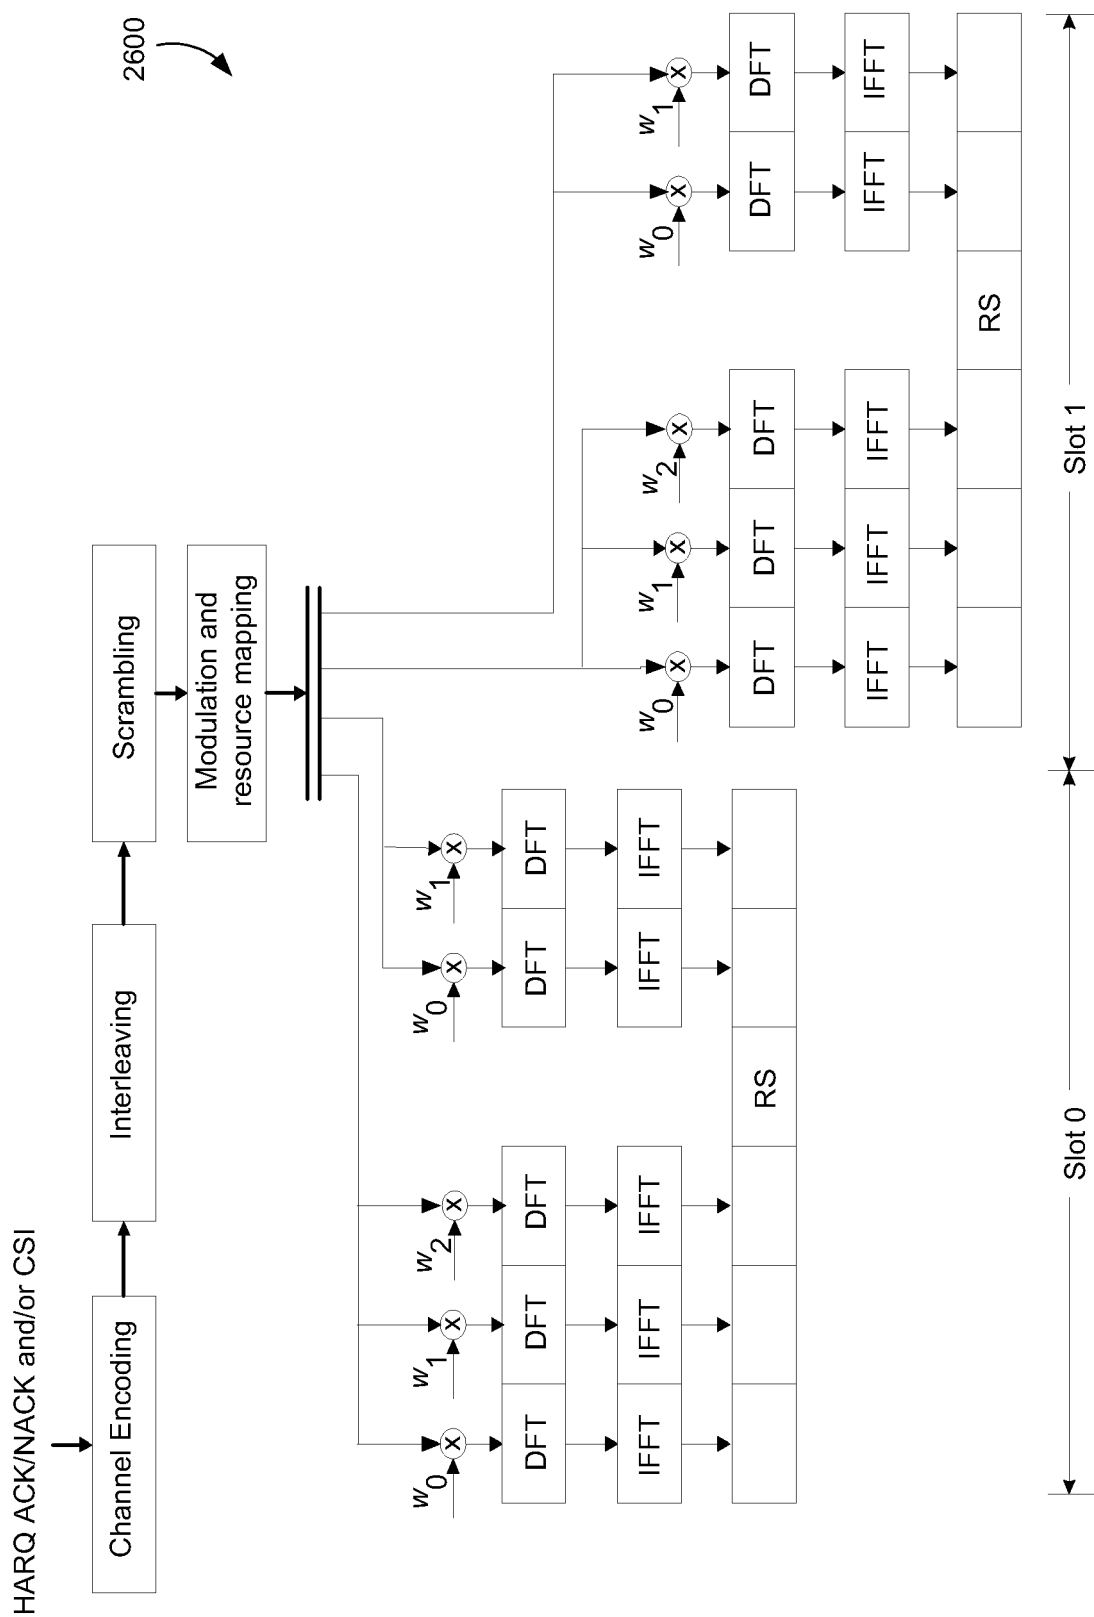 2600
HARQ ACK/NACK and/or CSI
Channel Encoding
Interleaving
Scrambling
Modulation and
resource mapping
w0
w1
w2
w0
w1
DFT
DFT
DFT
DFT
DFT
IFFT
IFFT
IFFT
IFFT
IFFT
RS
w0
w1
w2
w0
w1
DFT
DFT
DFT
DFT
DFT
IFFT
IFFT
IFFT
IFFT
IFFT
RS
Slot 0
Slot 1